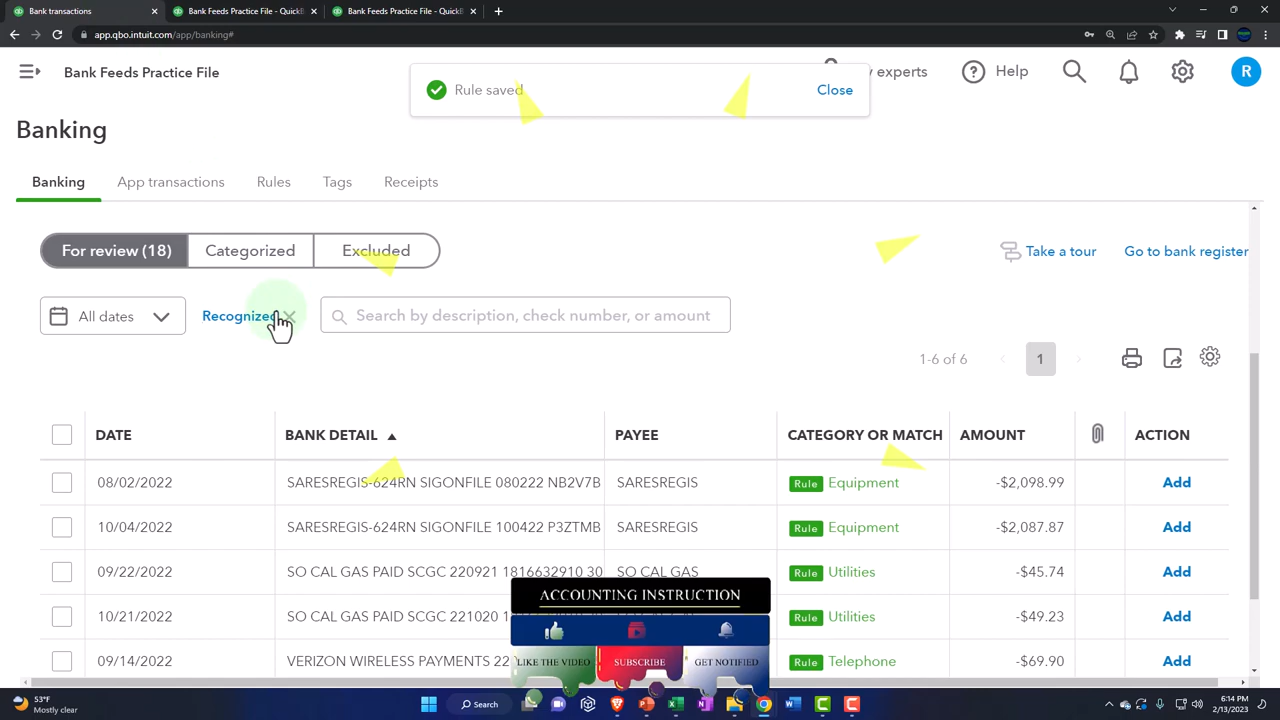 Bank transactions
Bank Feeds Practice File - QuickB
Bank Feeds Practice File - QuickB
app.qbo.intuit.com/app/banking#
Bank Feeds Practice File
Rule saved
Close
experts
Help
R
Banking
Banking
App transactions
Rules
Tags
Receipts
For review (18)
Categorized
Excluded
Take a tour
Go to bank register
All dates
Recognized
Search by description, check number, or amount
1-6 of 6
1
DATE
BANK DETAIL
PAYEE
CATEGORY OR MATCH
AMOUNT
ACTION
08/02/2022 SARESREGIS-624RN SIGONFILE 080222 NB2V7B SARESREGIS Rule Equipment -$2,098.99 Add
10/04/2022 SARESREGIS-624RN SIGONFILE 100422 P3ZTMB SARESREGIS Rule Equipment -$2,087.87 Add
09/22/2022 SO CAL GAS PAID SCGC 220921 1816632910 30 SO CAL GAS Rule Utilities -$45.74 Add
10/21/2022 SO CAL GAS PAID SCGC 221020 Rule Utilities -$49.23 Add
09/14/2022 VERIZON WIRELESS PAYMENTS 22 Rule Telephone -$69.90 Add
ACCOUNTING INSTRUCTION
LIKE THE VIDEO
SUBSCRIBE
GET NOTIFIED
53°F
Mostly clear
Search
6:14 PM
2/13/2023